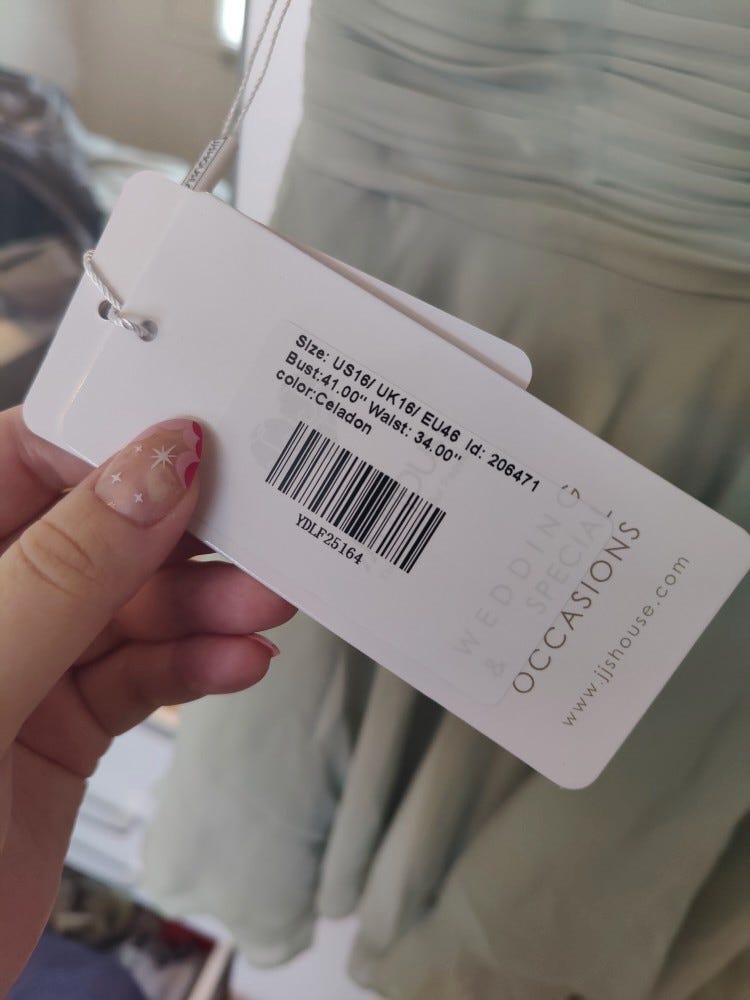 Size: US16/ UK16/ EU46 Id: 206471
Bust:41.00" Waist: 34.00"
color:Celadon
YDLF25164
WEDDING
& SPECIAL
OCCASIONS
www.jjshouse.com